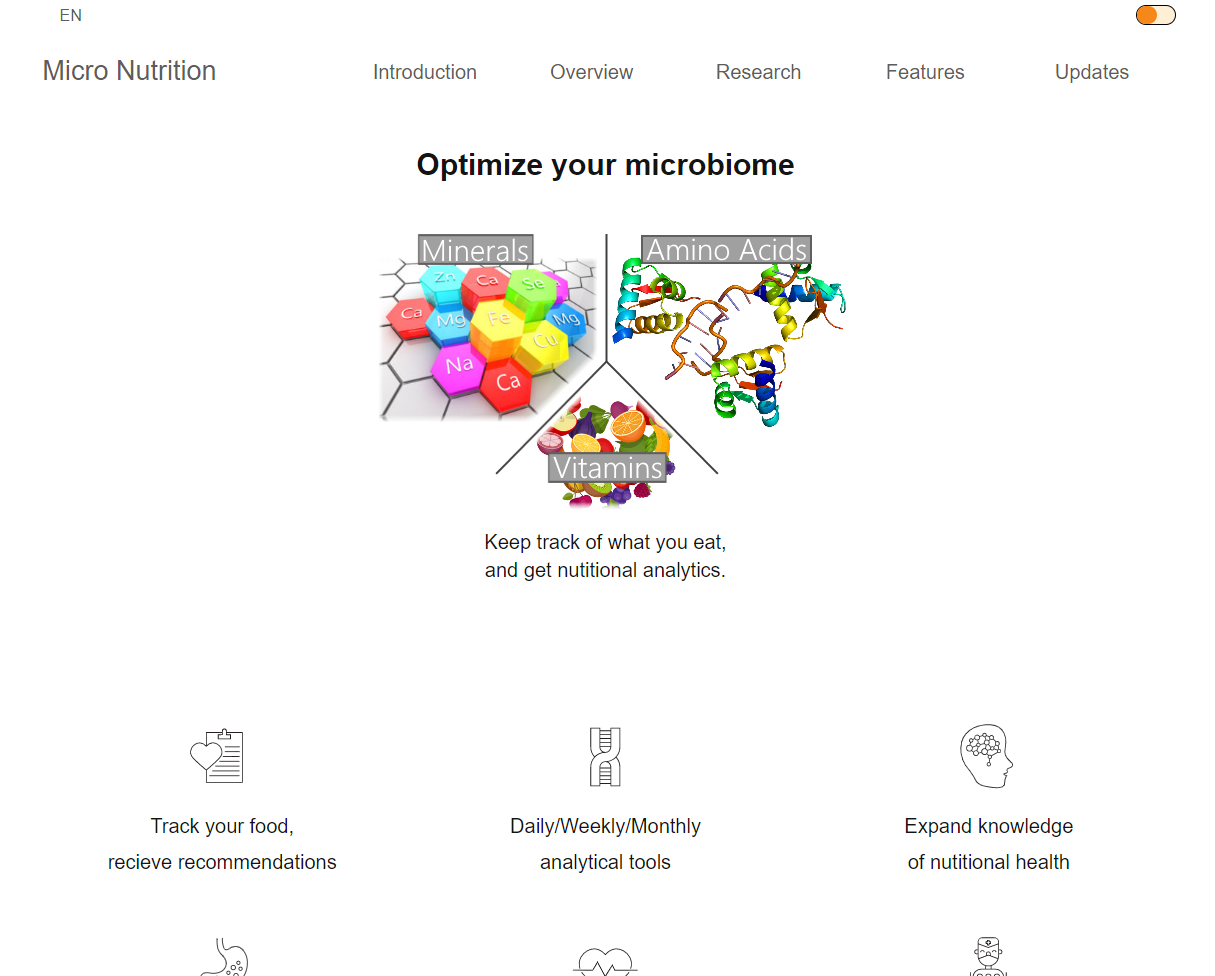 EN
Micro Nutrition
Introduction
Overview
Research
Features
Updates
Optimize your microbiome
Minerals
Amino Acids
Zn
Ca
Se
Ca
Mg
Fe
Mg
Cu
Na
Ca
Vitamins
Keep track of what you eat,
and get nutitional analytics.
Track your food,
recieve recommendations
Daily/Weekly/Monthly
analytical tools
Expand knowledge
of nutitional health